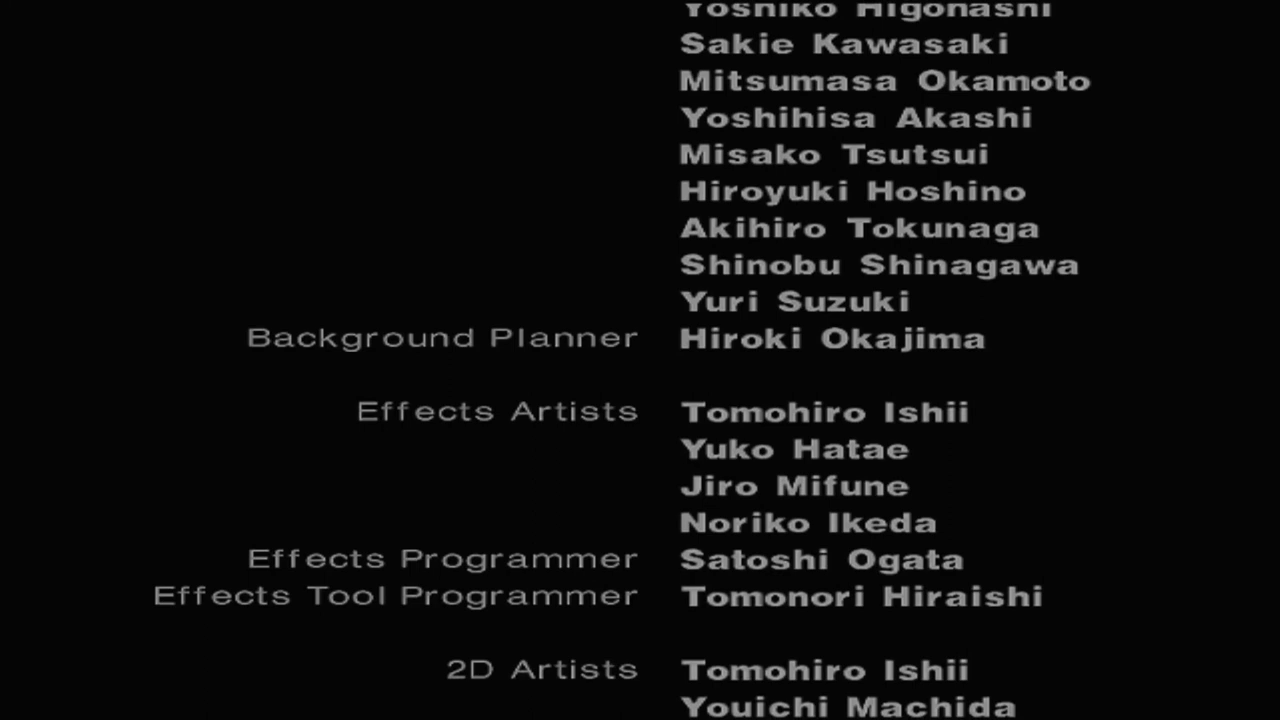 Yoshiko Higohashi
Sakie Kawasaki
Mitsumasa Okamoto
Yoshihisa Akashi
Misako Tsutsui
Hiroyuki Hoshino
Akihiro Tokunaga
Shinobu Shinagawa
Yuri Suzuki
Background Planner Hiroki Okajima
Effects Artists Tomohiro Ishii
Yuko Hatae
Jiro Mifune
Noriko Ikeda
Effects Programmer Satoshi Ogata
Effects Tool Programmer Tomonori Hiraishi
2D Artists Tomohiro Ishii
Youichi Machida